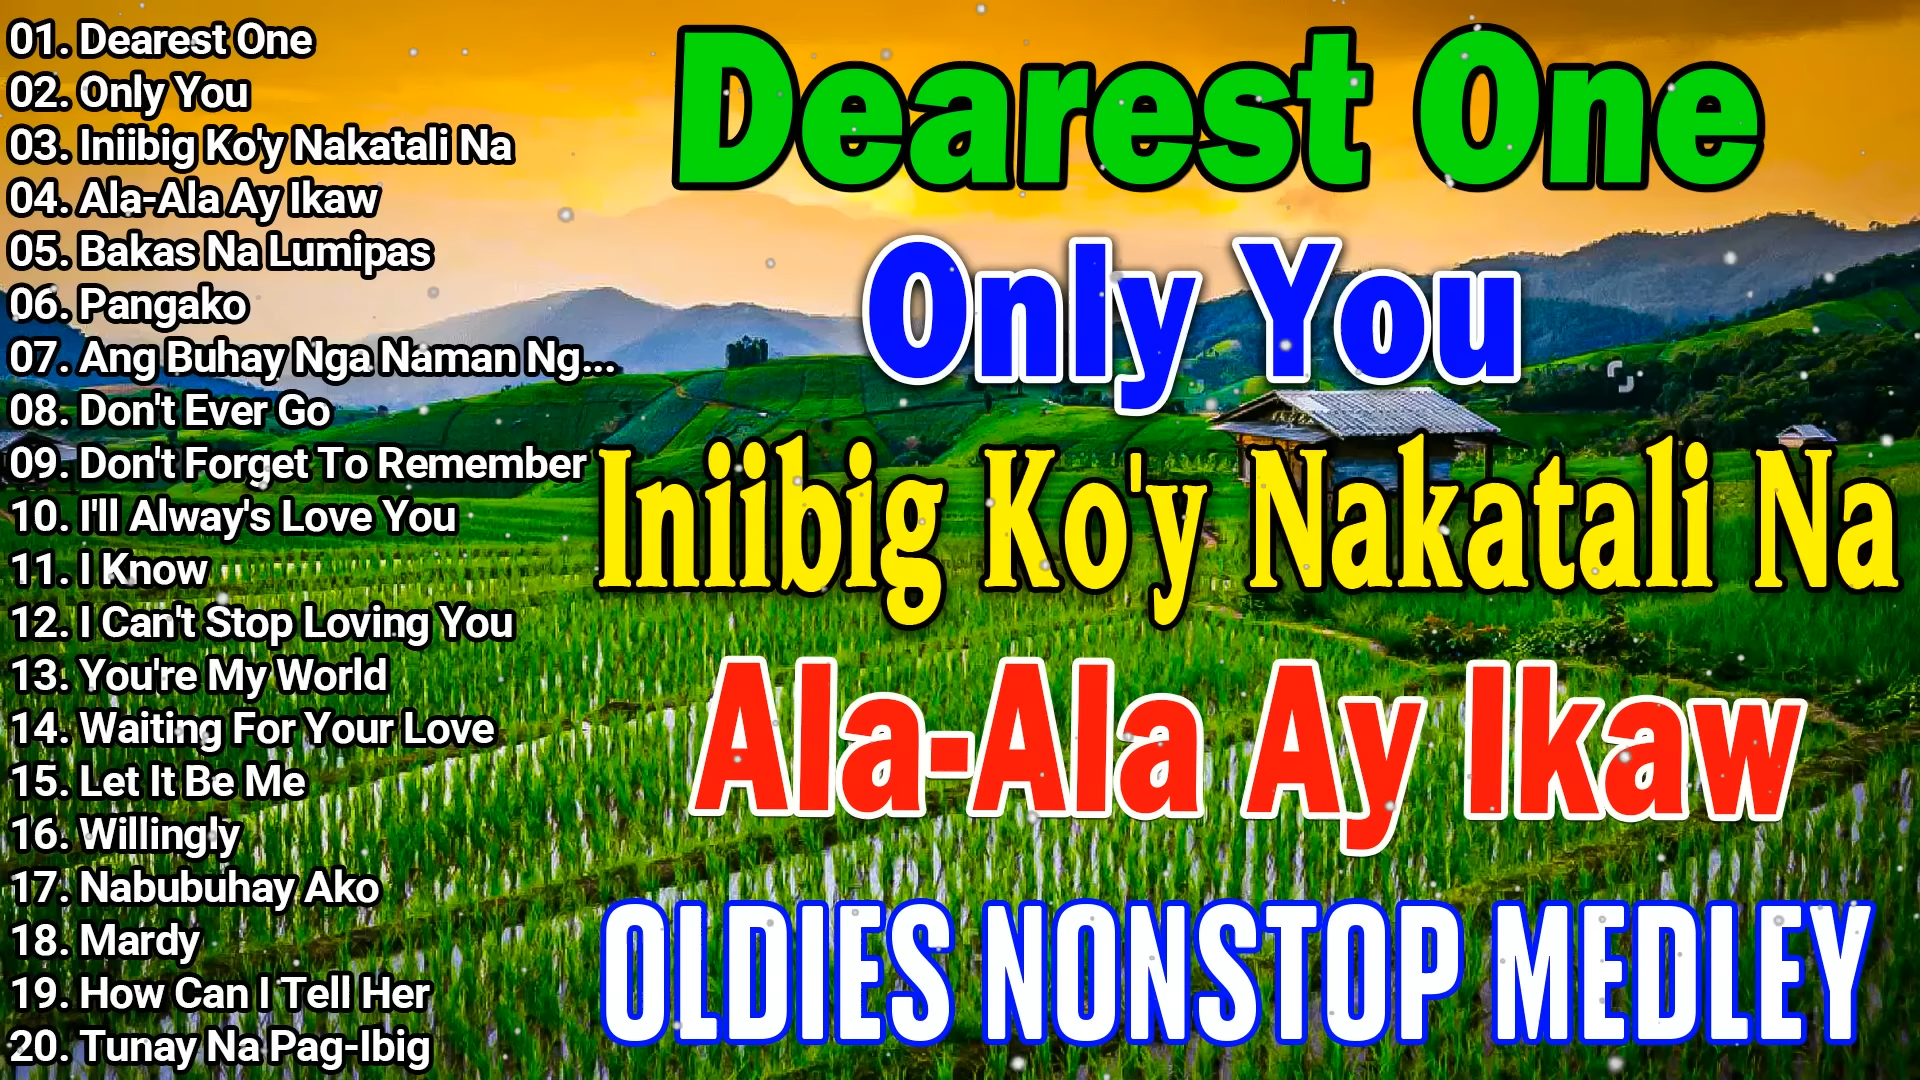 01. Dearest One
02. Only You
03. Iniibig Ko'y Nakatali Na
04. Ala-Ala Ay Ikaw
05. Bakas Na Lumipas
06. Pangako
07. Ang Buhay Nga Naman Ng...
08. Don't Ever Go
09. Don't Forget To Remember
10. I'll Alway's Love You
11. I Know
12. I Can't Stop Loving You
13. You're My World
14. Waiting For Your Love
15. Let It Be Me
16. Willingly
17. Nabubuhay Ako
18. Mardy
19. How Can I Tell Her
20. Tunay Na Pag-Ibig
Dearest One
Only You
Iniibig Ko'y Nakatali Na
Ala-Ala Ay Ikaw
OLDIES NONSTOP MEDLEY